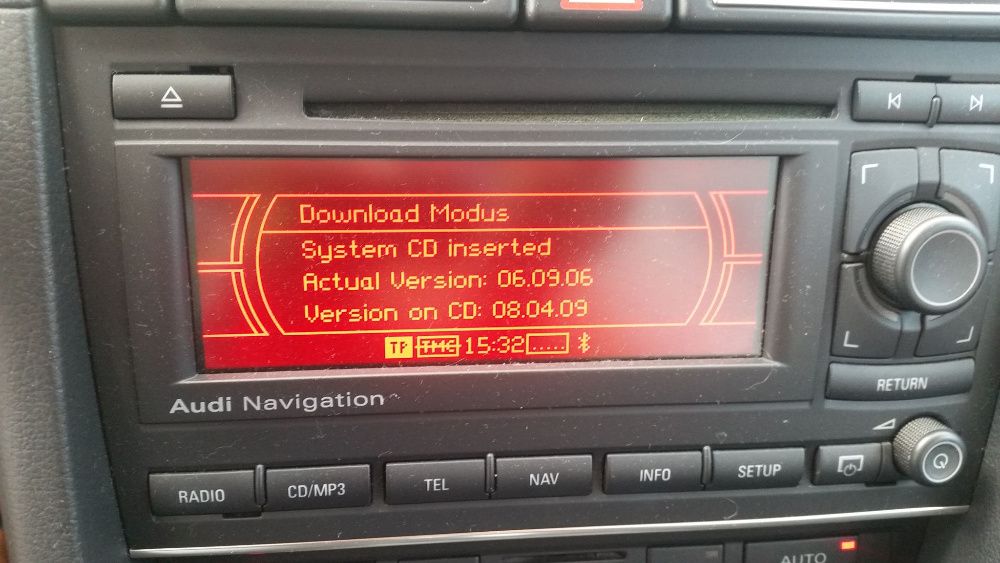 Download Modus
System CD inserted
Actual Version: 06.09.06
Version on CD: 08.04.09
TP TMC 15:32
Audi Navigation
RETURN
RADIO CD/MP3 TEL NAV INFO SETUP
AUTO